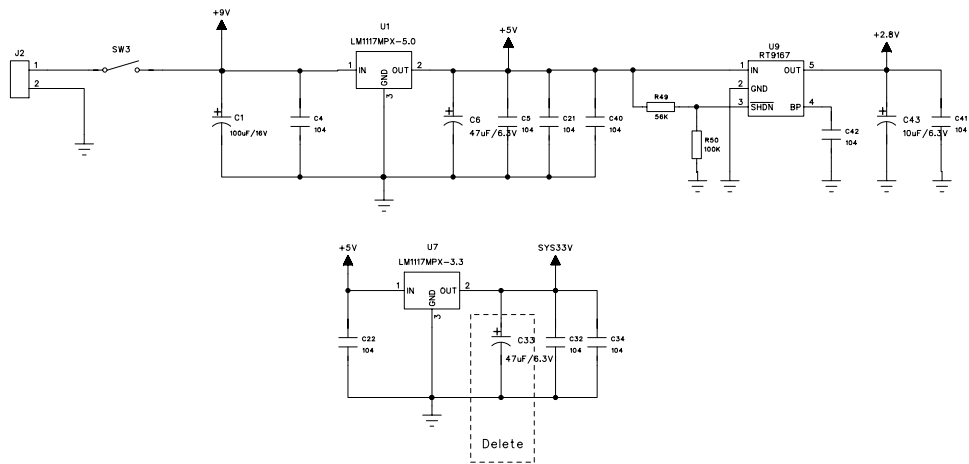 +9V
U1
LM1117MPX-5.0
+5V
+2.8V
U9
RT9167
J2
SW3
1
2
1 IN OUT 2
GND
3
1 IN OUT 5
2 GND
3 SHDN BP 4
R49
56K
R50
100K
C1
100uF/16V
C4
104
C6
47uF/6.3V
C5
104
C21
104
C40
104
C42
104
C43
10uF/6.3V
C41
104
+5V
U7
LM1117MPX-3.3
SYS33V
1 IN OUT 2
GND
3
C22
104
C33
47uF/6.3V
C32
104
C34
104
Delete